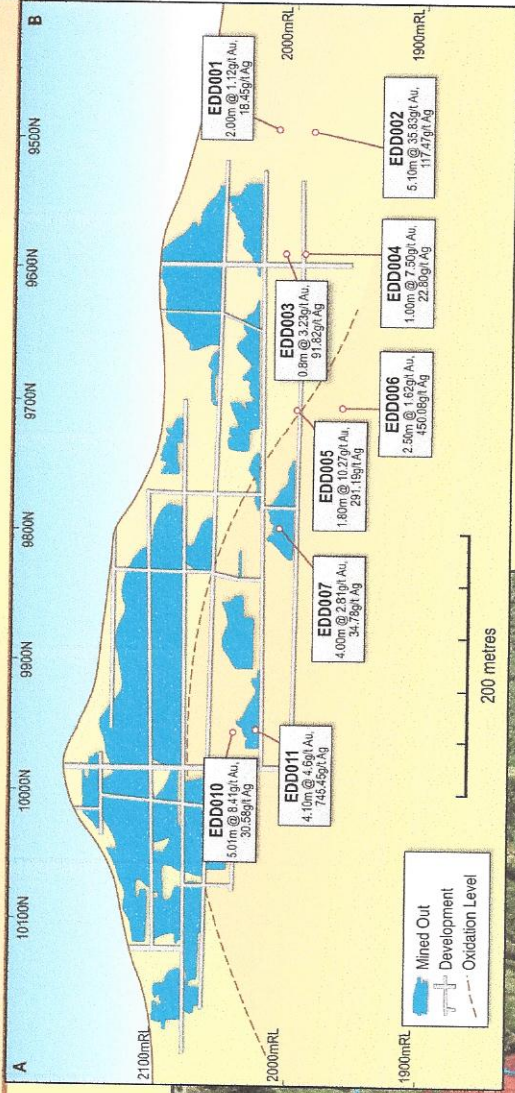 A
B
10100N
10000N
9900N
9800N
9700N
9600N
9500N
2100mRL
2000mRL
1900mRL
2000mRL
1900mRL
EDD001
2.00m @ 1.12g/t Au,
18.45g/t Ag
EDD002
5.10m @ 35.83g/t Au,
117.47g/t Ag
EDD003
0.8m @ 3.23g/t Au,
91.82g/t Ag
EDD004
1.00m @ 7.50g/t Au,
22.80g/t Ag
EDD005
1.80m @ 10.27g/t Au,
291.19g/t Ag
EDD006
2.50m @ 1.62g/t Au,
450.08g/t Ag
EDD007
4.00m @ 2.81g/t Au,
34.78g/t Ag
EDD010
5.01m @ 8.41g/t Au,
30.58g/t Ag
EDD011
4.10m @ 4.6g/t Au,
745.45g/t Ag
Mined Out
Development
Oxidation Level
200 metres